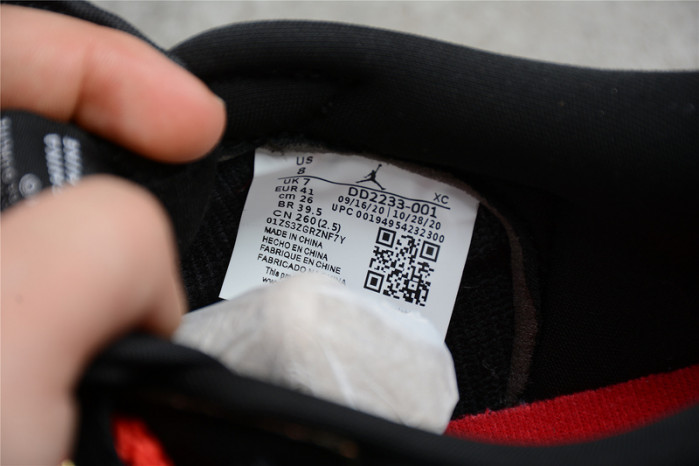 US
8
UK 7
EUR 41
cm 26
BR 39.5
CN 260(2.5)
01ZS3ZGRZNF7Y
MADE IN CHINA
HECHO EN CHINA
FABRIQUE EN CHINE
FABRICADO NA
This
XC
DD2233-001
09/16/20 | 10/28/20
UPC 00194954232300